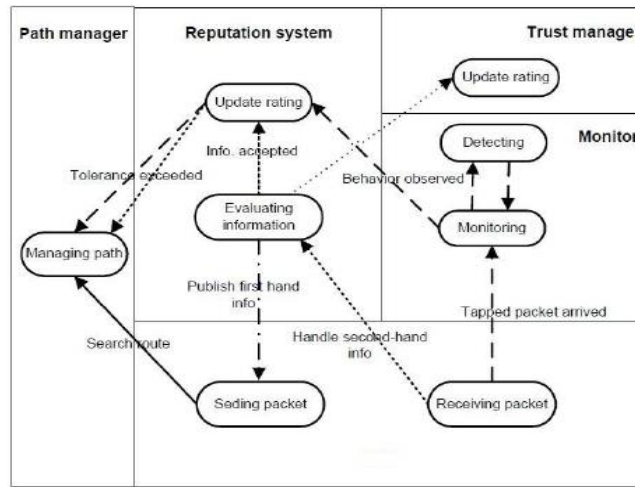 Path manager
Reputation system
Trust manage
Update rating
Update rating
Detecting
Monitor
Info. accepted
Tolerance exceeded
Behavior observed
Evaluating
information
Monitoring
Managing path
Publish first hand
info
Tapped packet arrived
Search route
Handle second-hand
info
Seding packet
Receiving packet